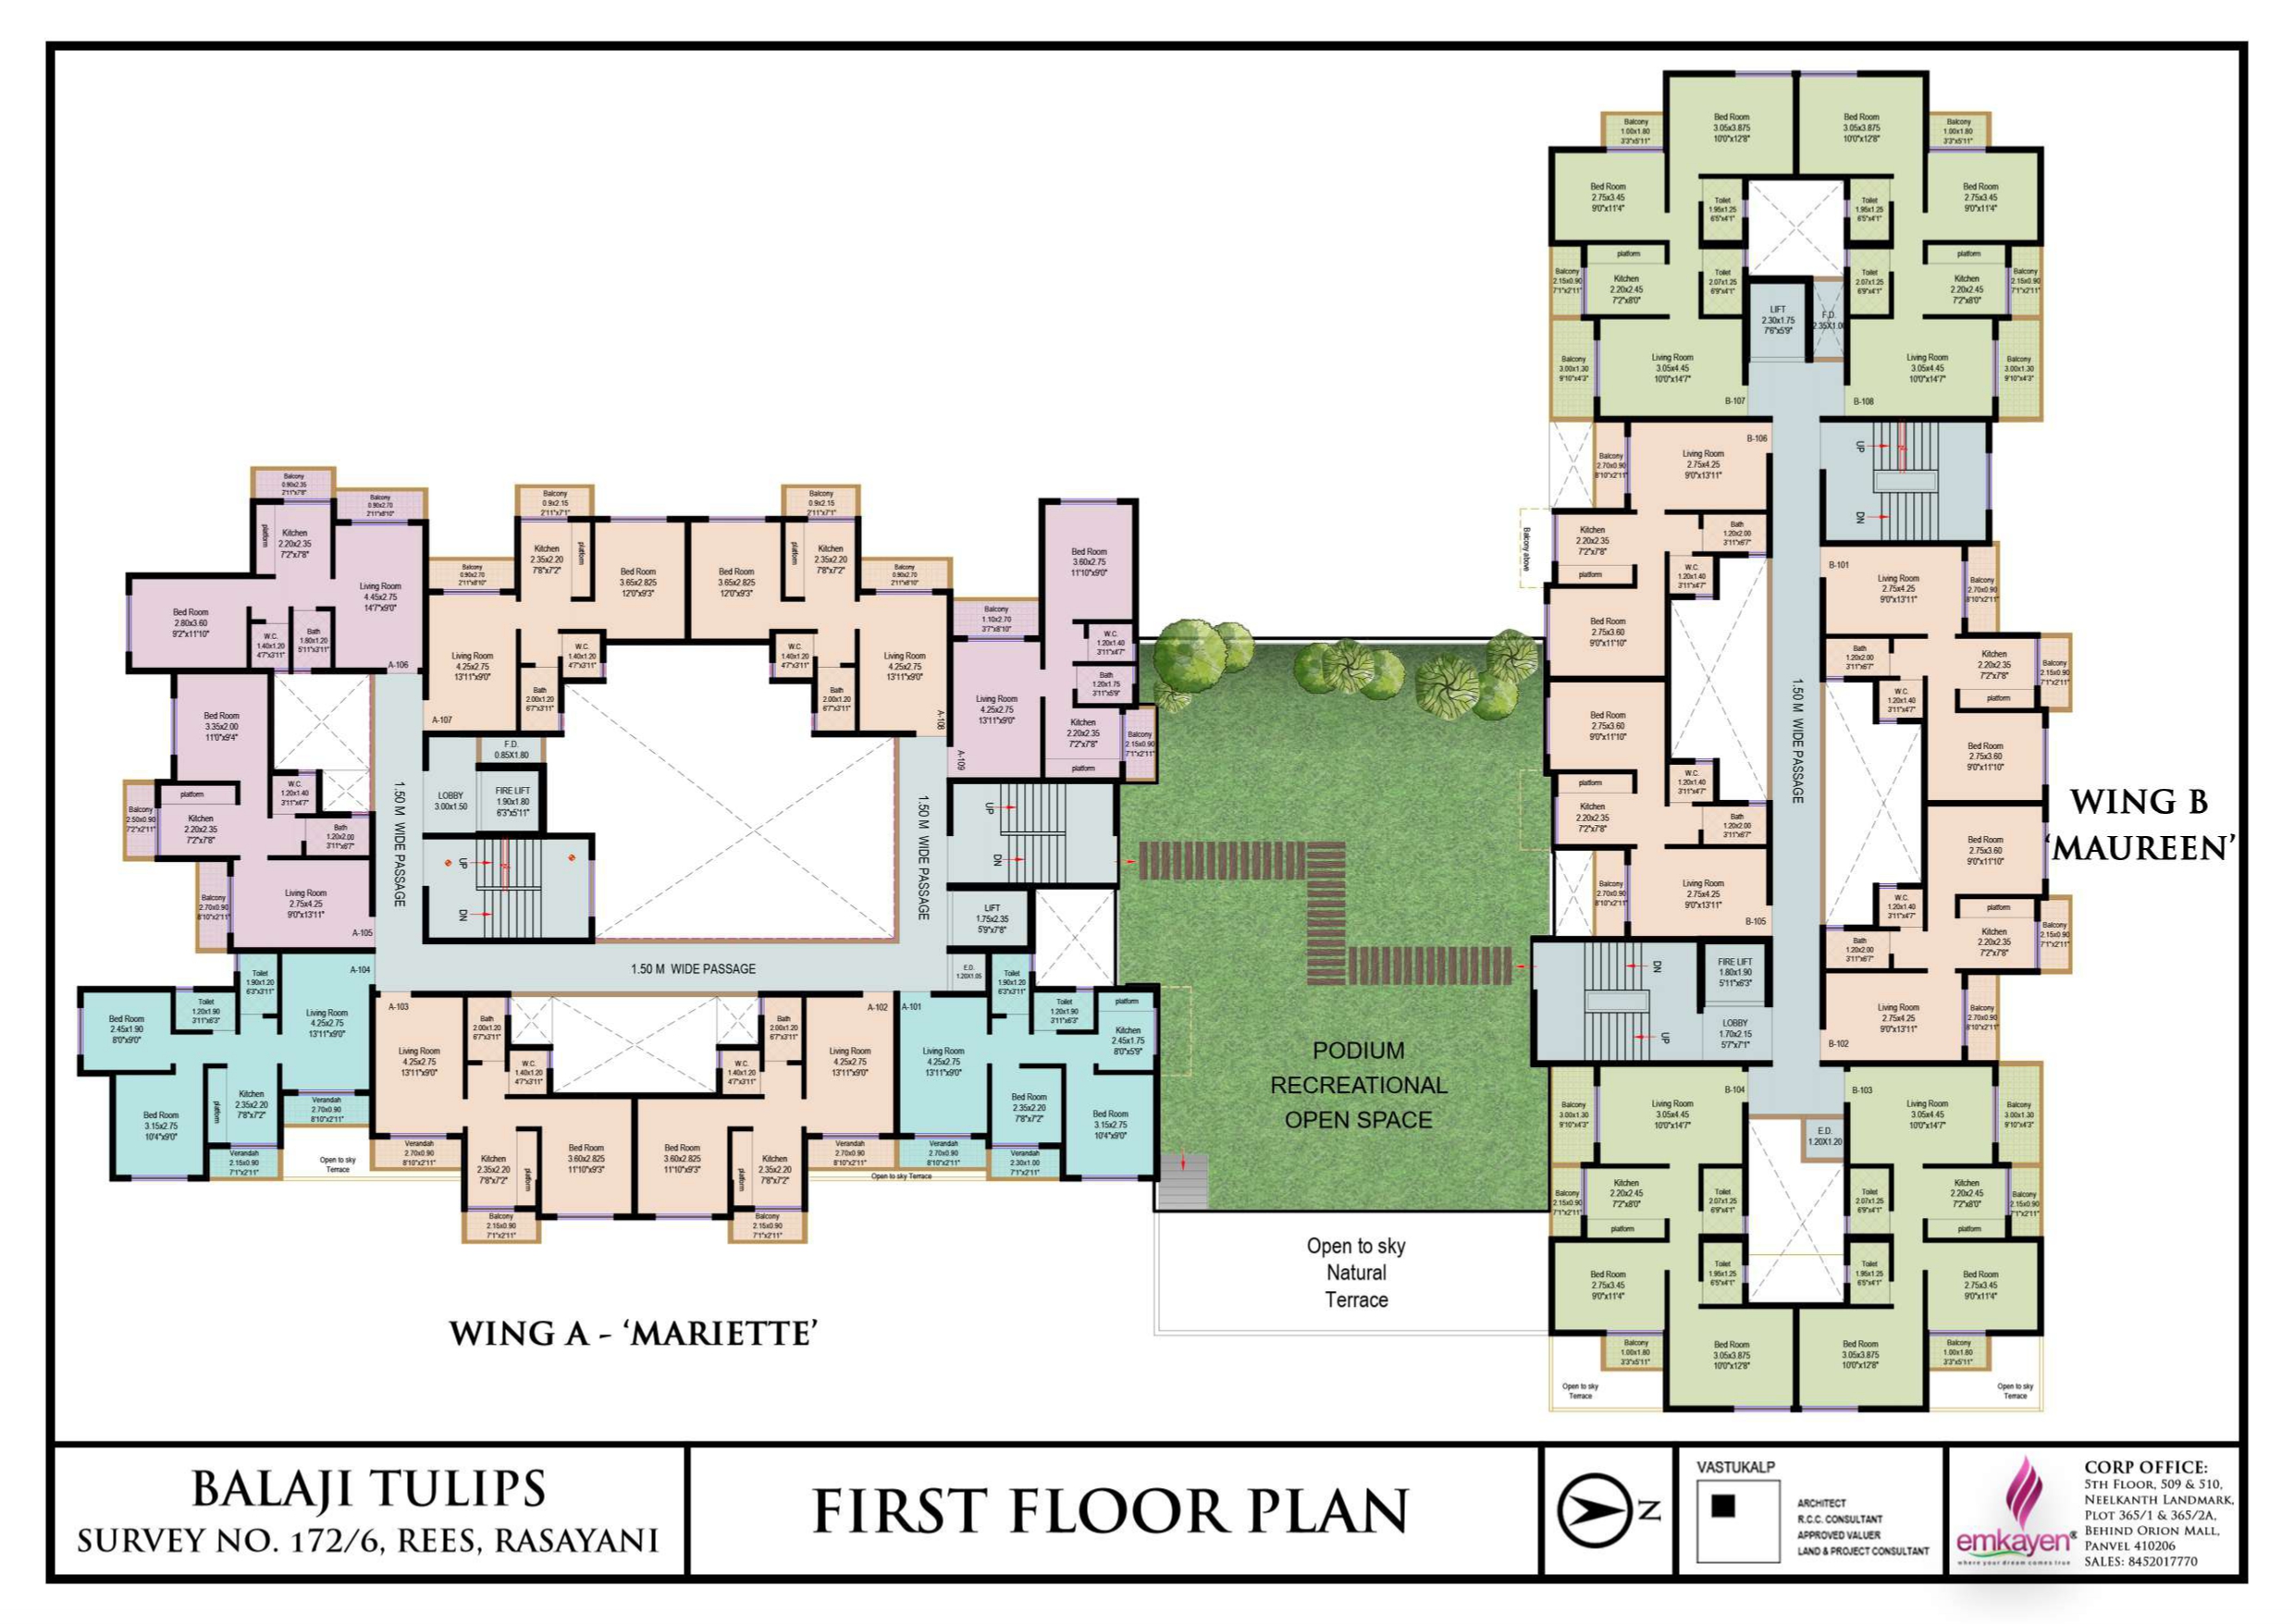 Bed Room
3.05x3.875
10'0"x12'8"
Bed Room
3.05x3.875
10'0"x12'8"
Balcony
1.00x1.80
3'3"x5'11"
Balcony
1.00x1.80
3'3"x5'11"
Bed Room
2.75x3.45
9'0"x11'4"
Toilet
1.95x1.25
6'5"x4'1"
Toilet
1.95x1.25
6'5"x4'1"
Bed Room
2.75x3.45
9'0"x11'4"
Balcony
2.15x0.90
7'1"x2'11"
platform
Kitchen
2.20x2.45
7'2"x8'0"
Toilet
2.07x1.25
6'9"x4'1"
Toilet
2.07x1.25
6'9"x4'1"
platform
Kitchen
2.20x2.45
7'2"x8'0"
Balcony
2.15x0.90
7'1"x2'11"
LIFT
2.30x1.75
7'6"x5'9"
F.D.
2.35X1.00
Balcony
3.00x1.30
9'10"x4'3"
Living Room
3.05x4.45
10'0"x14'7"
B-107
Living Room
3.05x4.45
10'0"x14'7"
B-108
Balcony
3.00x1.30
9'10"x4'3"
B-106
Living Room
2.75x4.25
9'0"x13'11"
Balcony
2.70x0.90
8'10"x2'11"
UP
DN
Balcony above
Kitchen
2.20x2.35
7'2"x7'8"
platform
Bath
1.20x2.00
3'11"x6'7"
W.C.
1.20x1.40
3'11"x4'7"
Bed Room
2.75x3.60
9'0"x11'10"
B-101
Living Room
2.75x4.25
9'0"x13'11"
Balcony
2.70x0.90
8'10"x2'11"
Bath
1.20x2.00
3'11"x6'7"
Kitchen
2.20x2.35
7'2"x7'8"
platform
Balcony
2.15x0.90
7'1"x2'11"
W.C.
1.20x1.40
3'11"x4'7"
1.50 M WIDE PASSAGE
Bed Room
2.75x3.60
9'0"x11'10"
Bed Room
2.75x3.60
9'0"x11'10"
platform
Kitchen
2.20x2.35
7'2"x7'8"
W.C.
1.20x1.40
3'11"x4'7"
Bath
1.20x2.00
3'11"x6'7"
Balcony
2.70x0.90
8'10"x2'11"
Living Room
2.75x4.25
9'0"x13'11"
B-105
Bed Room
2.75x3.60
9'0"x11'10"
W.C.
1.20x1.40
3'11"x4'7"
platform
Kitchen
2.20x2.35
7'2"x7'8"
Balcony
2.15x0.90
7'1"x2'11"
Bath
1.20x2.00
3'11"x6'7"
Living Room
2.75x4.25
9'0"x13'11"
Balcony
2.70x0.90
8'10"x2'11"
B-102
DN
UP
FIRE LIFT
1.80x1.90
5'11"x6'3"
LOBBY
1.70x2.15
5'7"x7'1"
WING B
'MAUREEN'
Balcony
3.00x1.30
9'10"x4'3"
B-104
Living Room
3.05x4.45
10'0"x14'7"
B-103
Living Room
3.05x4.45
10'0"x14'7"
Balcony
3.00x1.30
9'10"x4'3"
E.D.
1.20X1.20
Balcony
2.15x0.90
7'1"x2'11"
Kitchen
2.20x2.45
7'2"x8'0"
platform
Toilet
2.07x1.25
6'9"x4'1"
Toilet
2.07x1.25
6'9"x4'1"
Kitchen
2.20x2.45
7'2"x8'0"
platform
Balcony
2.15x0.90
7'1"x2'11"
Bed Room
2.75x3.45
9'0"x11'4"
Toilet
1.95x1.25
6'5"x4'1"
Toilet
1.95x1.25
6'5"x4'1"
Bed Room
2.75x3.45
9'0"x11'4"
Balcony
1.00x1.80
3'3"x5'11"
Bed Room
3.05x3.875
10'0"x12'8"
Bed Room
3.05x3.875
10'0"x12'8"
Balcony
1.00x1.80
3'3"x5'11"
Open to sky
Terrace
Open to sky
Terrace
Balcony
0.90x2.35
2'11"x7'8"
Balcony
0.90x2.70
2'11"x8'10"
platform
Kitchen
2.20x2.35
7'2"x7'8"
Living Room
4.45x2.75
14'7"x9'0"
Bed Room
2.80x3.60
9'2"x11'10"
W.C.
1.40x1.20
4'7"x3'11"
Bath
1.80x1.20
5'11"x3'11"
A-106
Balcony
0.90x2.70
2'11"x8'10"
Balcony
0.9x2.15
2'11"x7'1"
Kitchen
2.35x2.20
7'8"x7'2"
platform
Bed Room
3.65x2.825
12'0"x9'3"
Living Room
4.25x2.75
13'11"x9'0"
W.C.
1.40x1.20
4'7"x3'11"
Bath
2.00x1.20
6'7"x3'11"
A-107
Bed Room
3.65x2.825
12'0"x9'3"
Balcony
0.9x2.15
2'11"x7'1"
platform
Kitchen
2.35x2.20
7'8"x7'2"
Balcony
0.90x2.70
2'11"x8'10"
W.C.
1.40x1.20
4'7"x3'11"
Bath
2.00x1.20
6'7"x3'11"
Living Room
4.25x2.75
13'11"x9'0"
A-108
Bed Room
3.60x2.75
11'10"x9'0"
Balcony
1.10x2.70
3'7"x8'10"
W.C.
1.20x1.40
3'11"x4'7"
Bath
1.20x1.75
3'11"x5'9"
Living Room
4.25x2.75
13'11"x9'0"
Kitchen
2.20x2.35
7'2"x7'8"
platform
Balcony
2.15x0.90
7'1"x2'11"
A-109
Bed Room
3.35x2.00
11'0"x9'4"
W.C.
1.20x1.40
3'11"x4'7"
platform
Kitchen
2.20x2.35
7'2"x7'8"
Balcony
2.50x0.90
7'2"x2'11"
Bath
1.20x2.00
3'11"x6'7"
Balcony
2.70x0.90
8'10"x2'11"
Living Room
2.75x4.25
9'0"x13'11"
A-105
1.50 M WIDE PASSAGE
F.D.
0.85X1.80
LOBBY
3.00x1.50
FIRE LIFT
1.90x1.80
6'3"x5'11"
UP
DN
1.50 M WIDE PASSAGE
UP
DN
LIFT
1.75x2.35
5'9"x7'8"
E.D.
1.20X1.05
1.50 M WIDE PASSAGE
A-104
Toilet
1.90x1.20
6'3"x3'11"
Toilet
1.20x1.90
3'11"x6'3"
Bed Room
2.45x1.90
8'0"x9'0"
Living Room
4.25x2.75
13'11"x9'0"
Bed Room
3.15x2.75
10'4"x9'0"
platform
Kitchen
2.35x2.20
7'8"x7'2"
Verandah
2.70x0.90
8'10"x2'11"
Verandah
2.15x0.90
7'1"x2'11"
Open to sky
Terrace
A-103
Living Room
4.25x2.75
13'11"x9'0"
Bath
2.00x1.20
6'7"x3'11"
W.C.
1.40x1.20
4'7"x3'11"
Verandah
2.70x0.90
8'10"x2'11"
Kitchen
2.35x2.20
7'8"x7'2"
platform
Bed Room
3.60x2.825
11'10"x9'3"
Balcony
2.15x0.90
7'1"x2'11"
A-102
Bath
2.00x1.20
6'7"x3'11"
W.C.
1.40x1.20
4'7"x3'11"
Living Room
4.25x2.75
13'11"x9'0"
Bed Room
3.60x2.825
11'10"x9'3"
platform
Kitchen
2.35x2.20
7'8"x7'2"
Verandah
2.70x0.90
8'10"x2'11"
Balcony
2.15x0.90
7'1"x2'11"
Open to sky Terrace
A-101
Living Room
4.25x2.75
13'11"x9'0"
Toilet
1.90x1.20
6'3"x3'11"
Toilet
1.20x1.90
3'11"x6'3"
platform
Kitchen
2.45x1.75
8'0"x5'9"
Bed Room
2.35x2.20
7'8"x7'2"
Bed Room
3.15x2.75
10'4"x9'0"
Verandah
2.70x0.90
8'10"x2'11"
Verandah
2.30x1.00
7'1"x2'11"
PODIUM
RECREATIONAL
OPEN SPACE
Open to sky
Natural
Terrace
WING A - 'MARIETTE'
BALAJI TULIPS
SURVEY NO. 172/6, REES, RASAYANI
FIRST FLOOR PLAN
N
VASTUKALP
ARCHITECT
R.C.C. CONSULTANT
APPROVED VALUER
LAND & PROJECT CONSULTANT
emkayen®
where your dream comes true
CORP OFFICE:
5TH FLOOR, 509 & 510,
NEELKANTH LANDMARK,
PLOT 365/1 & 365/2A,
BEHIND ORION MALL,
PANVEL 410206
SALES: 8452017770